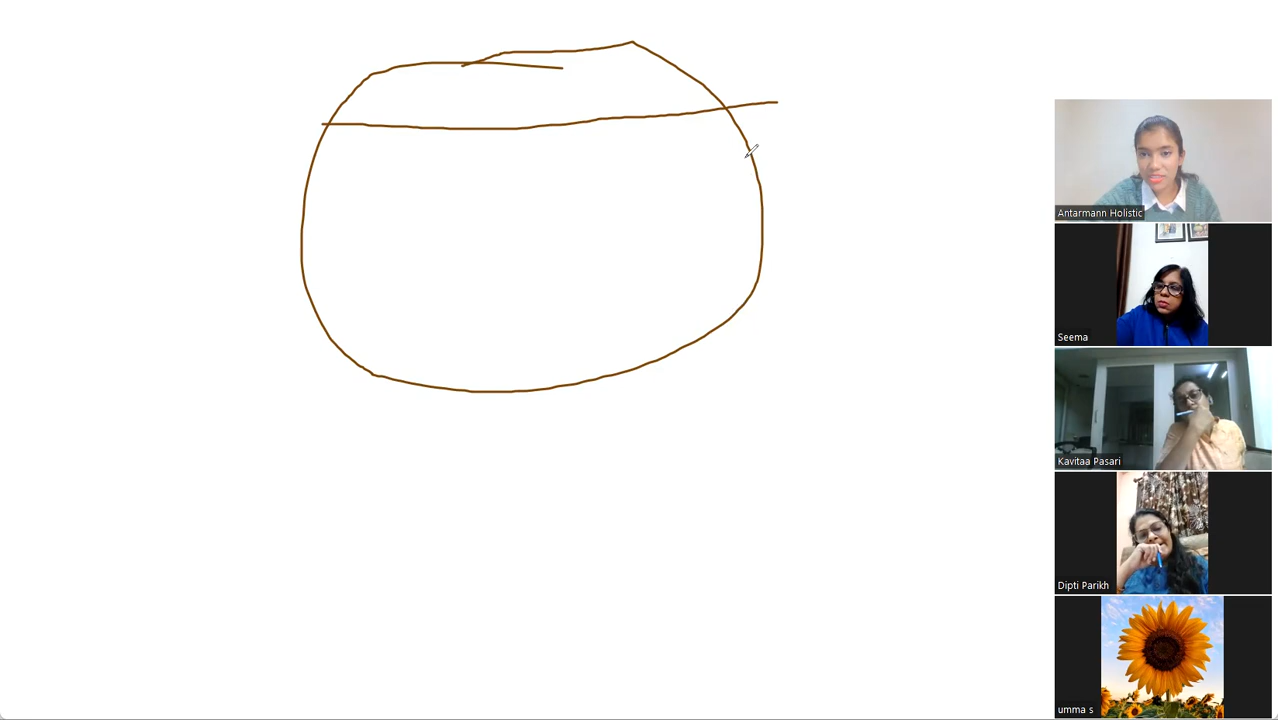 Antarmann Holistic
Seema
Kavitaa Pasari
Dipti Parikh
umma s